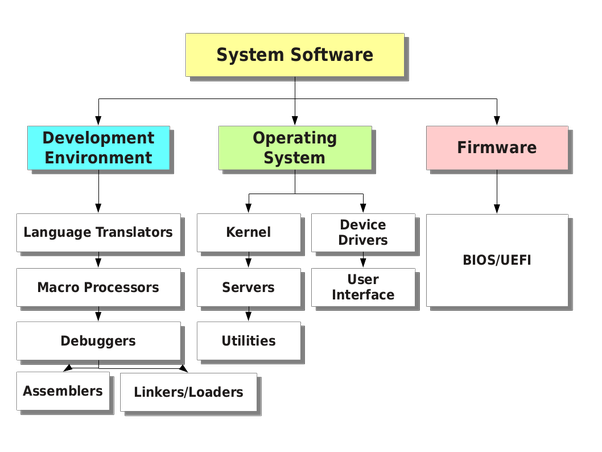 System Software
Development
Environment
Operating
System
Firmware
Language Translators
Kernel
Device
Drivers
BIOS/UEFI
Macro Processors
Servers
User
Interface
Debuggers
Utilities
Assemblers
Linkers/Loaders